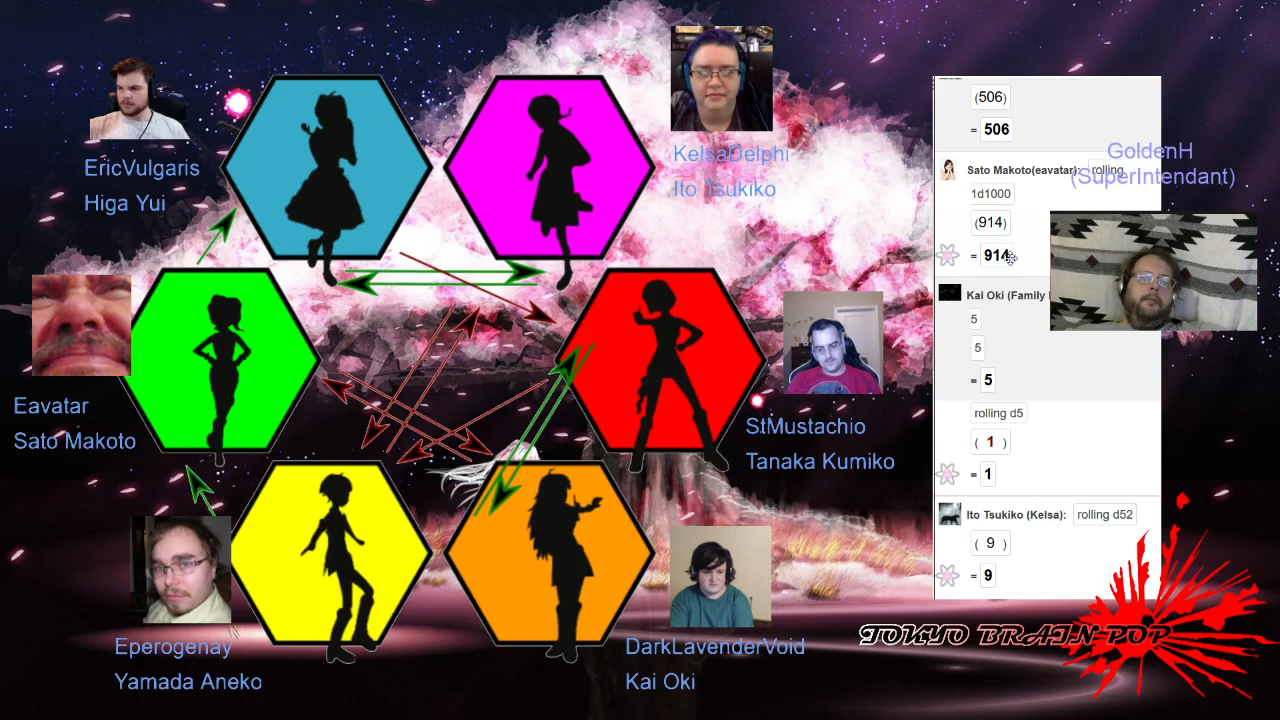 EricVulgaris
Higa Yui
KelsaDelphi
Ito Tsukiko
Eavatar
Sato Makoto
StMustachio
Tanaka Kumiko
Eperogenay
Yamada Aneko
DarkLavenderVoid
Kai Oki
(506)
= 506
GoldenH
(SuperIntendant)
Sato Makoto(eavatar): rolling
1d1000
(914)
= 914
Kai Oki (Family
5
5
= 5
rolling d5
( 1 )
= 1
Ito Tsukiko (Kelsa): rolling d52
( 9 )
= 9
TOKYO BRAIN POP